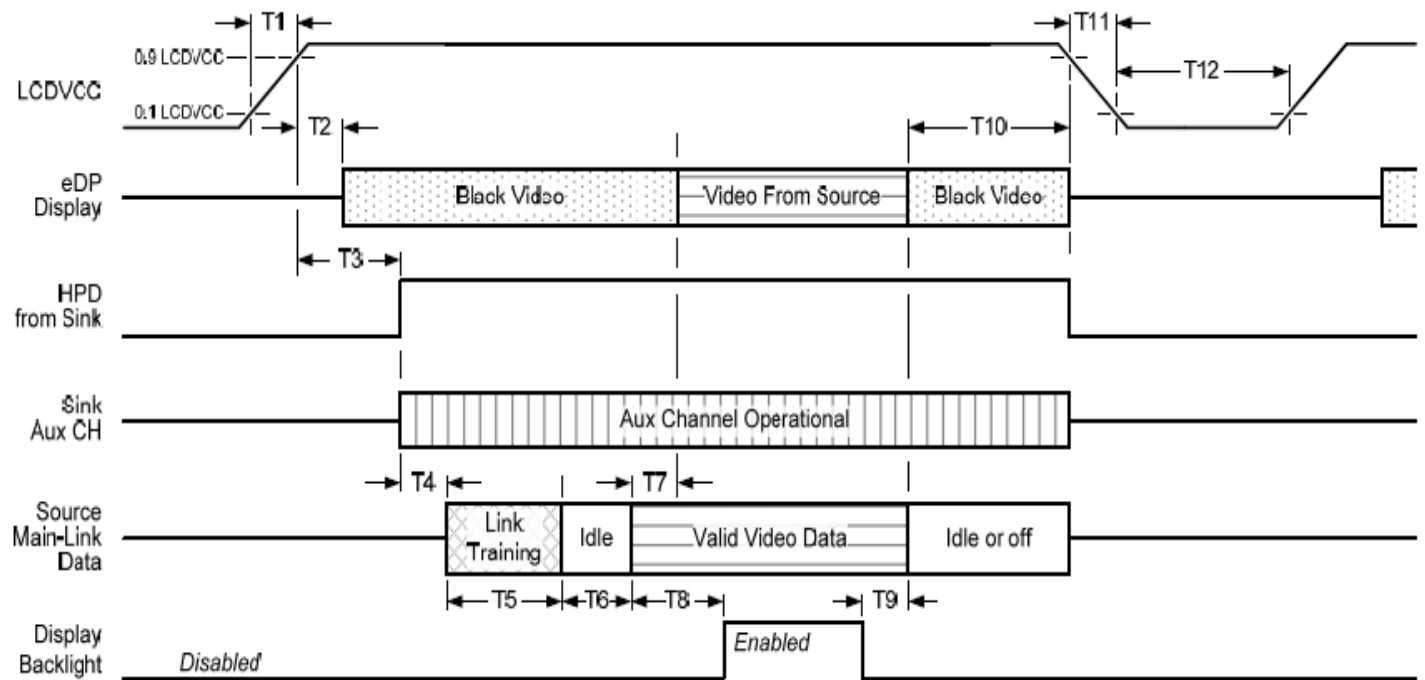 T1
T11
0.9 LCDVCC
LCDVCC
0.1 LCDVCC
T12
T2
T10
eDP
Display
Black Video
Video From Source
Black Video
T3
HPD
from Sink
Sink
Aux CH
Aux Channel Operational
T4
T7
Source
Main-Link
Data
Link
Training
Idle
Valid Video Data
Idle or off
T5
T6
T8
T9
Display
Backlight
Disabled
Enabled